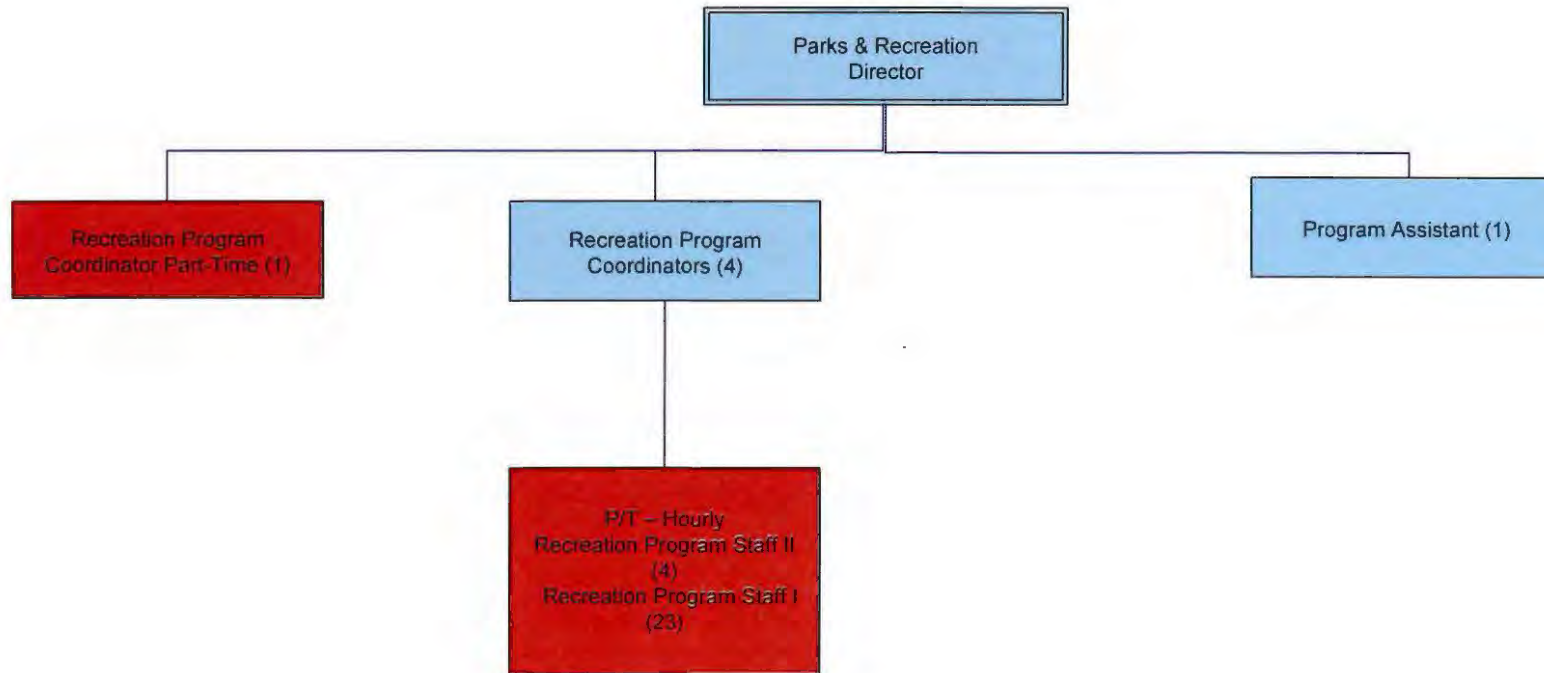 Parks & Recreation
Director
Recreation Program
Coordinator Part-Time (1)
Recreation Program
Coordinators (4)
Program Assistant (1)
P/T – Hourly
Recreation Program Staff II
(4)
Recreation Program Staff I
(23)